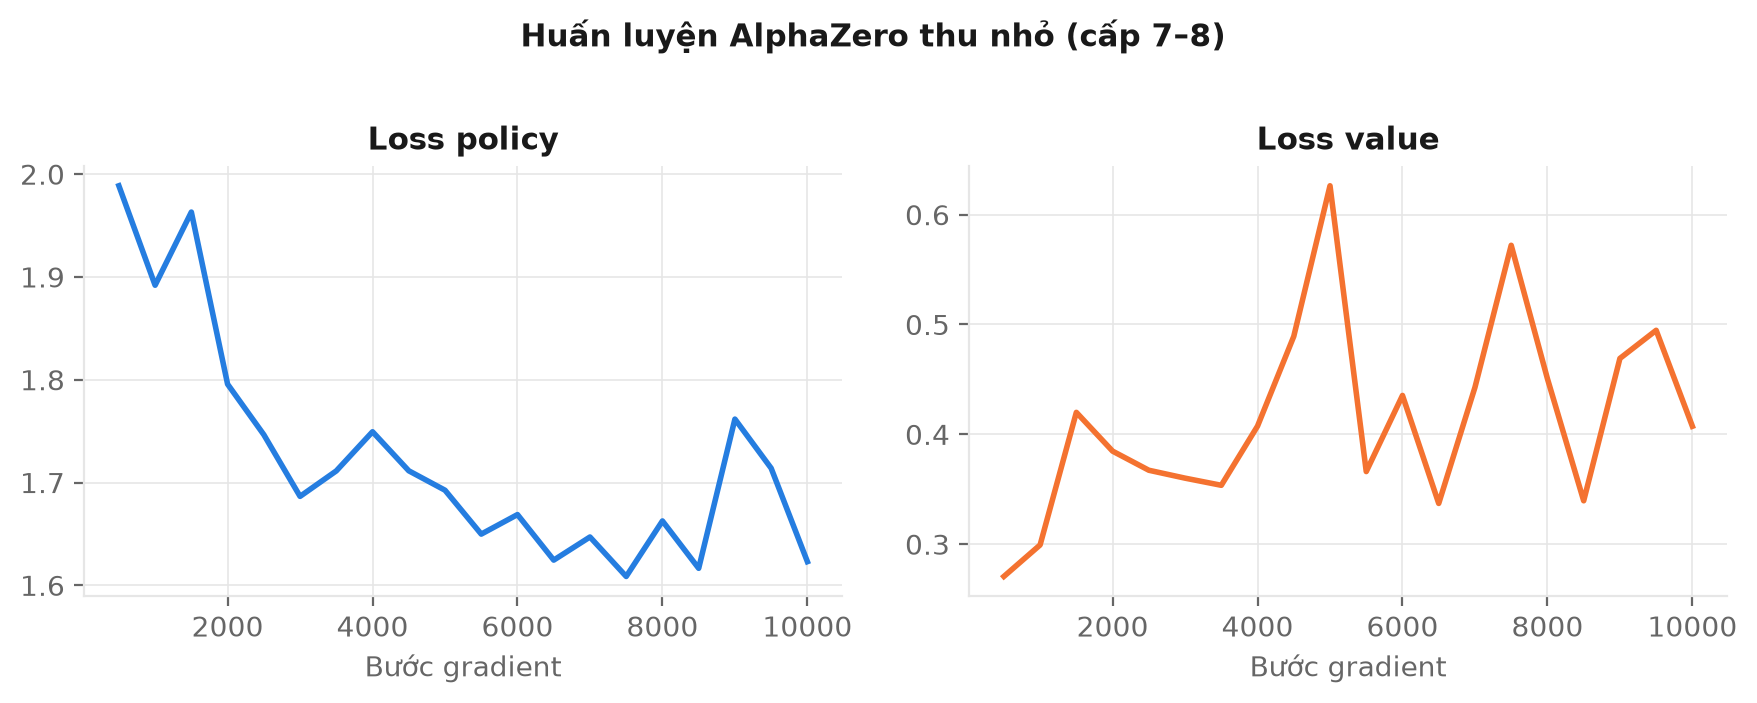 Huấn luyện AlphaZero thu nhỏ (cấp 7–8)
Loss policy
2.0
1.9
1.8
1.7
1.6
2000 4000 6000 8000 10000
Bước gradient
Loss value
0.6
0.5
0.4
0.3
2000 4000 6000 8000 10000
Bước gradient